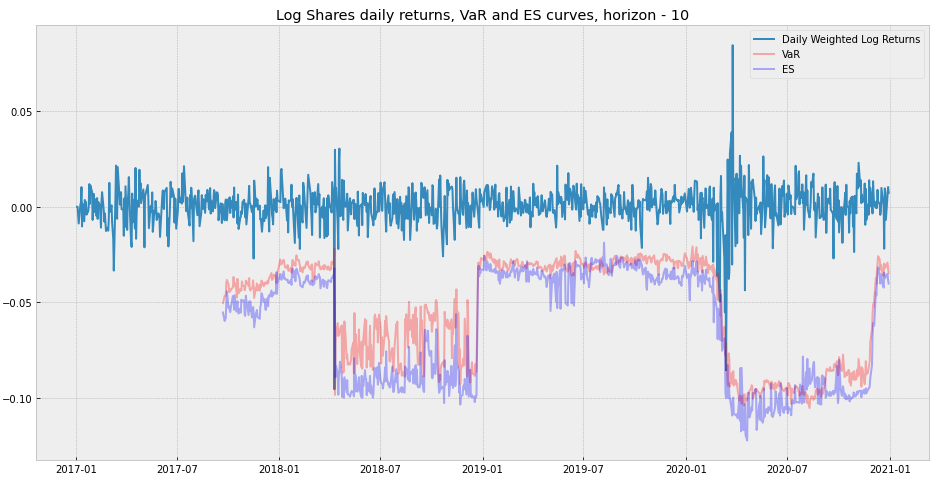 Log Shares daily returns, VaR and ES curves, horizon - 10
Daily Weighted Log Returns
VaR
ES
0.05
0.00
−0.05
−0.10
2017-01 2017-07 2018-01 2018-07 2019-01 2019-07 2020-01 2020-07 2021-01